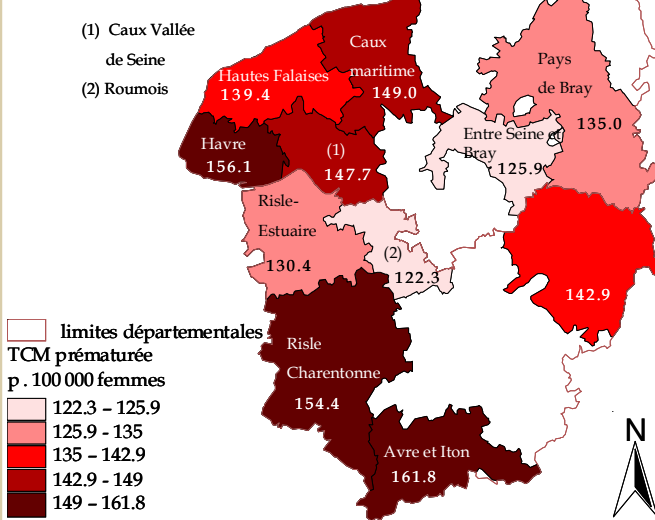 (1) Caux Vallée
de Seine
(2) Roumois
Caux
maritime
149.0
Hautes Falaises
139.4
Pays
de Bray
135.0
Havre
156.1
(1)
147.7
Entre Seine et
Bray
125.9
Risle-
Estuaire
130.4
(2)
122.3
142.9
limites départementales
TCM prématurée
p . 100 000 femmes
122.3 – 125.9
125.9 - 135
135 – 142.9
142.9 - 149
149 – 161.8
Risle
Charentonne
154.4
Avre et Iton
161.8
N